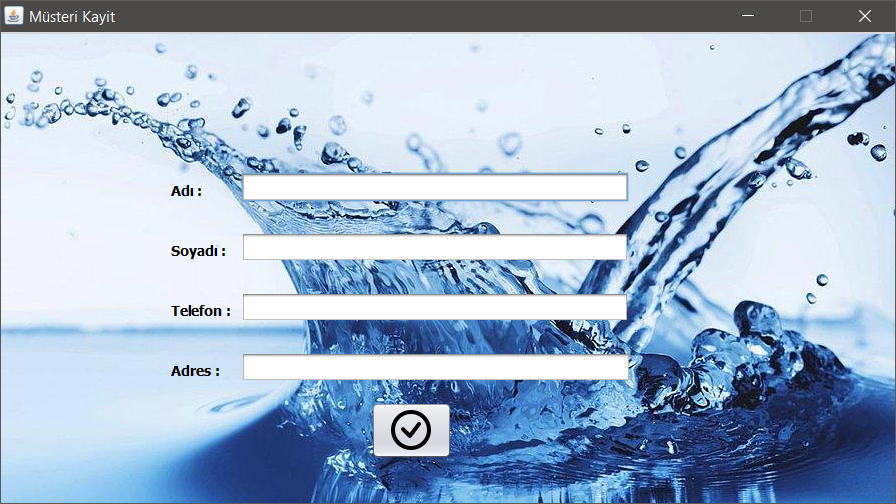 Müsteri Kayit
Adı :
Soyadı :
Telefon :
Adres :